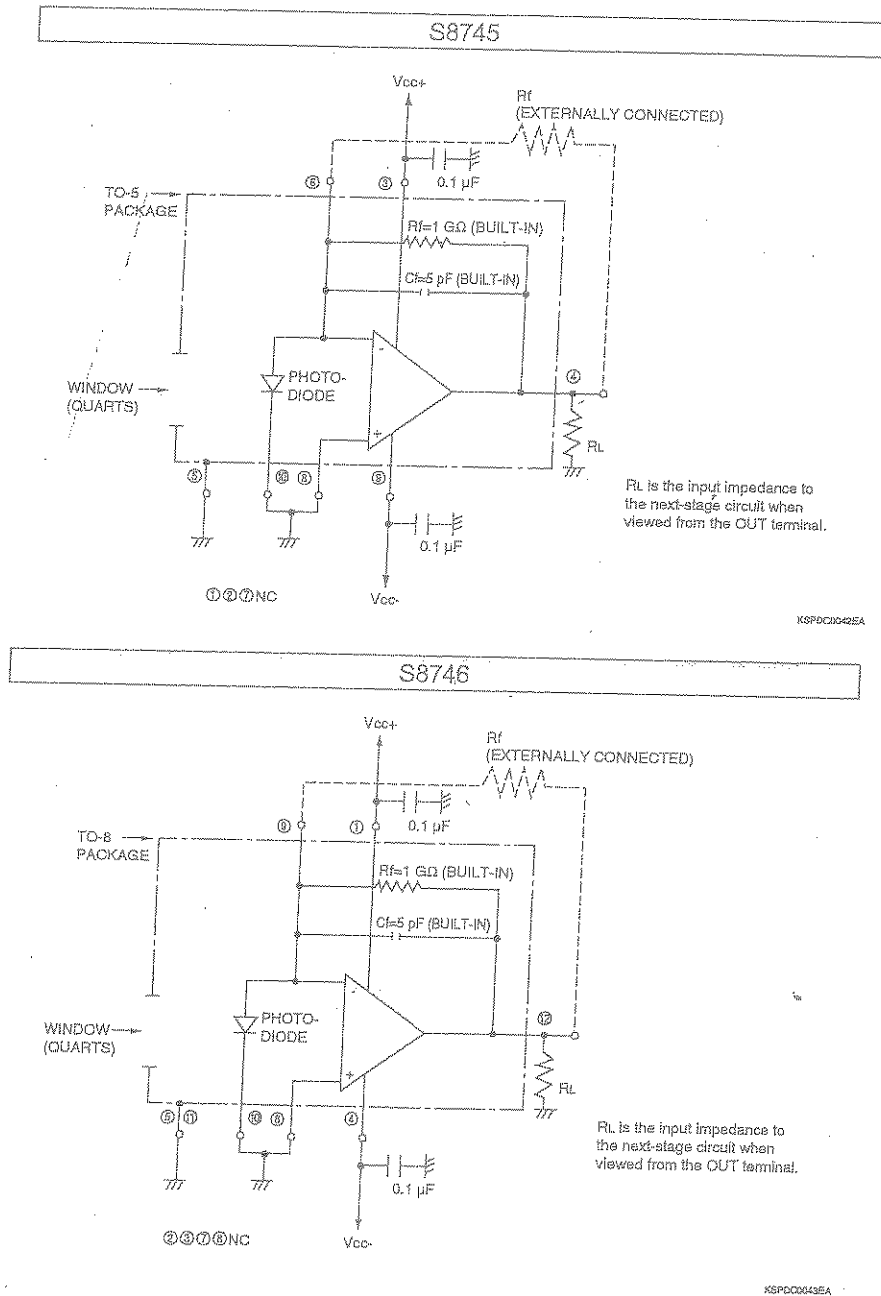 S8745
Vcc+
Rf
(EXTERNALLY CONNECTED)
⑥
③
0.1 µF
TO-5
PACKAGE
Rf=1 GΩ (BUILT-IN)
Cf=5 pF (BUILT-IN)
-
PHOTO-
DIODE
④
WINDOW
(QUARTS)
+
RL
⑤
⑩
⑧
RL is the input impedance to
the next-stage circuit when
viewed from the OUT terminal.
0.1 µF
①②⑦NC
Vcc-
KSPDC0042EA
S8746
Vcc+
Rf
(EXTERNALLY CONNECTED)
⑨
①
0.1 µF
TO-8
PACKAGE
Rf=1 GΩ (BUILT-IN)
Cf=5 pF (BUILT-IN)
-
PHOTO-
DIODE
⑫
WINDOW
(QUARTS)
+
RL
⑪
⑩
④
RL is the input impedance to
the next-stage circuit when
viewed from the OUT terminal.
0.1 µF
②③⑦⑧NC
Vcc-
KSPDC0043EA